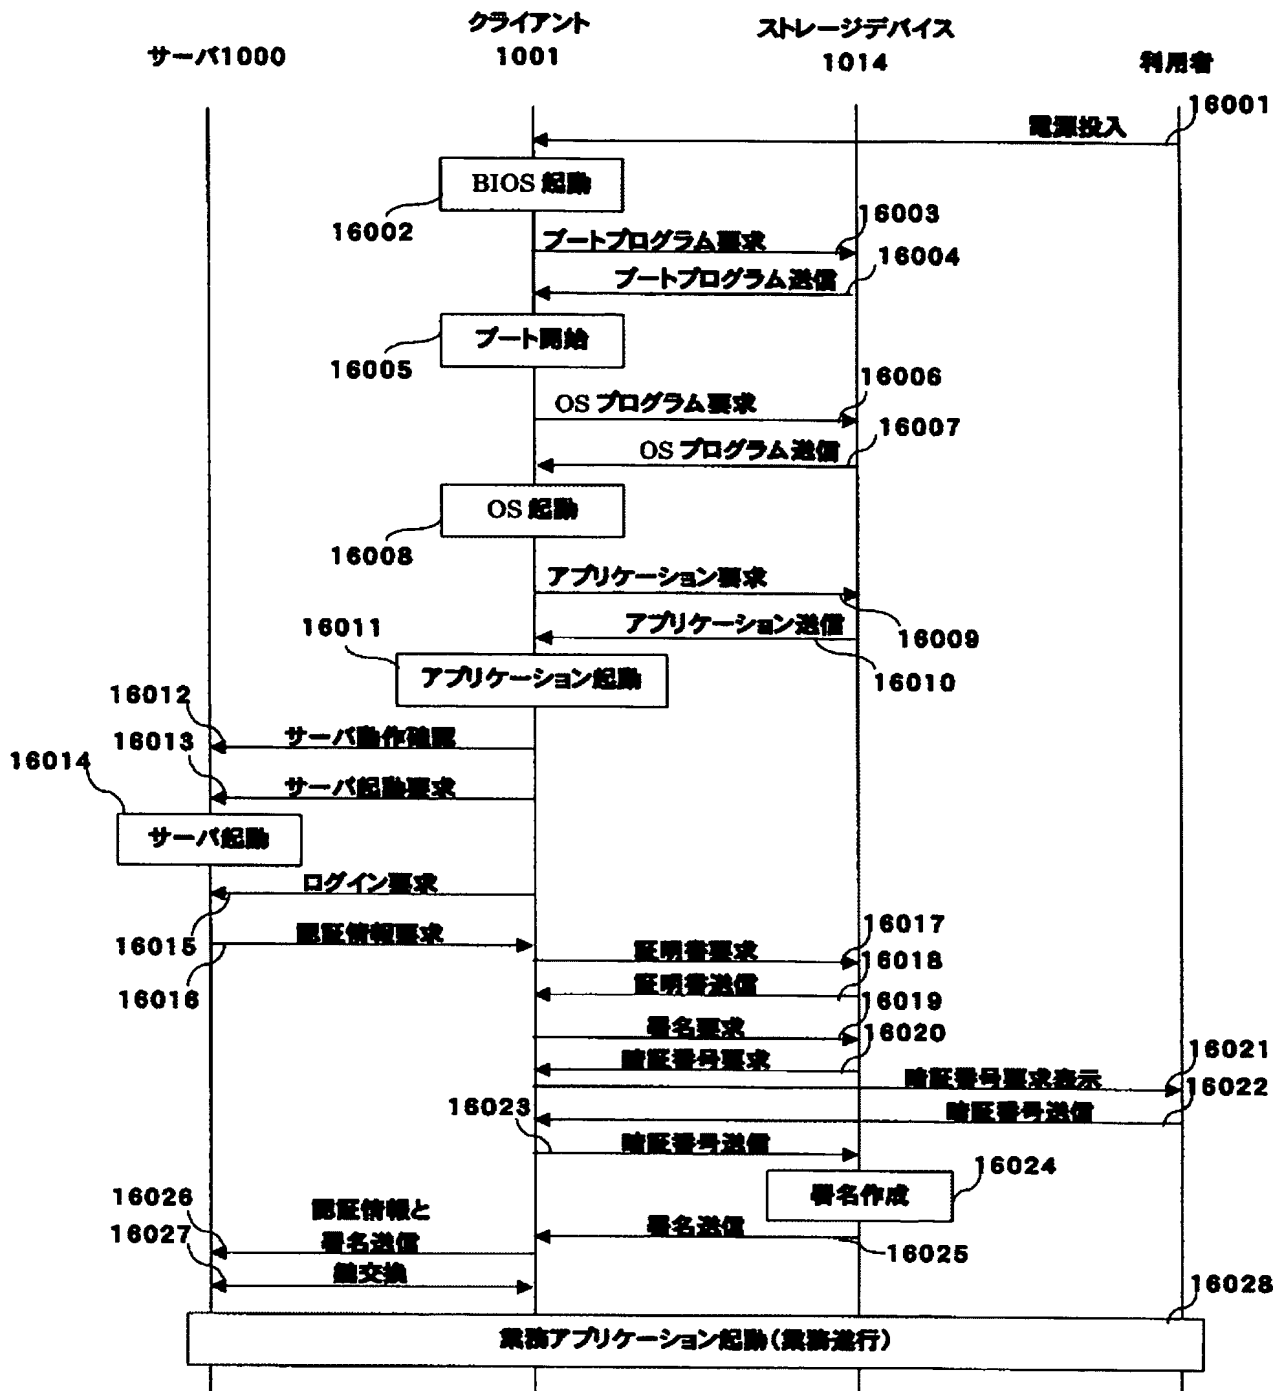 サーバ1000
クライアント
1001
ストレージデバイス
1014
利用者
16001
電源投入
BIOS 起動
16002
ブートプログラム要求
16003
ブートプログラム送信
16004
ブート開始
16005
OS プログラム要求
16006
OS プログラム送信
16007
OS 起動
16008
アプリケーション要求
16009
アプリケーション送信
16010
16011
アプリケーション起動
16012
サーバ動作確認
16013
サーバ起動要求
16014
サーバ起動
ログイン要求
16015
認証情報要求
16016
証明書要求
16017
証明書送信
16018
署名要求
16019
暗証番号要求
16020
暗証番号要求表示
16021
暗証番号送信
16022
16023
暗証番号送信
署名作成
16024
署名送信
16025
16026
認証情報と
署名送信
16027
鍵交換
16028
業務アプリケーション起動(業務進行)